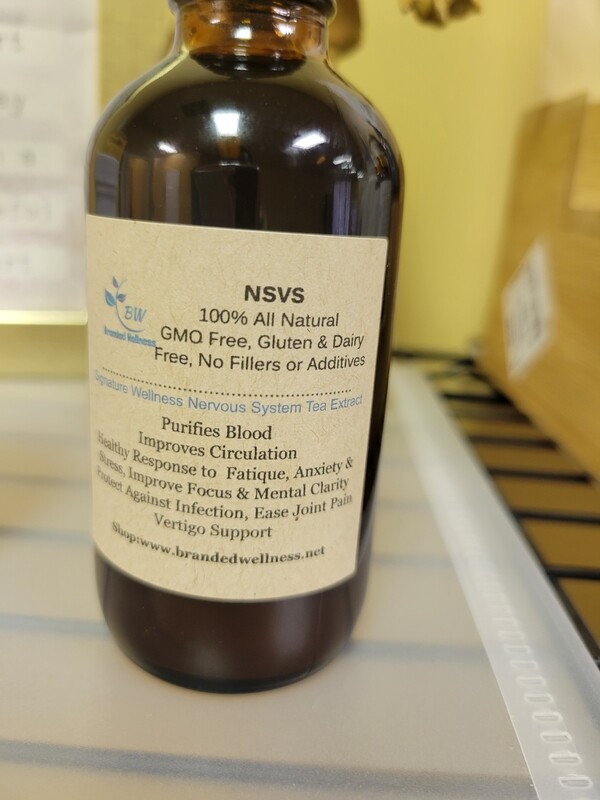 BW
Branded Wellness
NSVS
100% All Natural
GMO Free, Gluten & Dairy
Free, No Fillers or Additives
Signature Wellness Nervous System Tea Extract
Purifies Blood
Improves Circulation
Healthy Response to Fatique, Anxiety &
Stress, Improve Focus & Mental Clarity
Protect Against Infection, Ease Joint Pain
Vertigo Support
Shop:www.brandedwellness.net